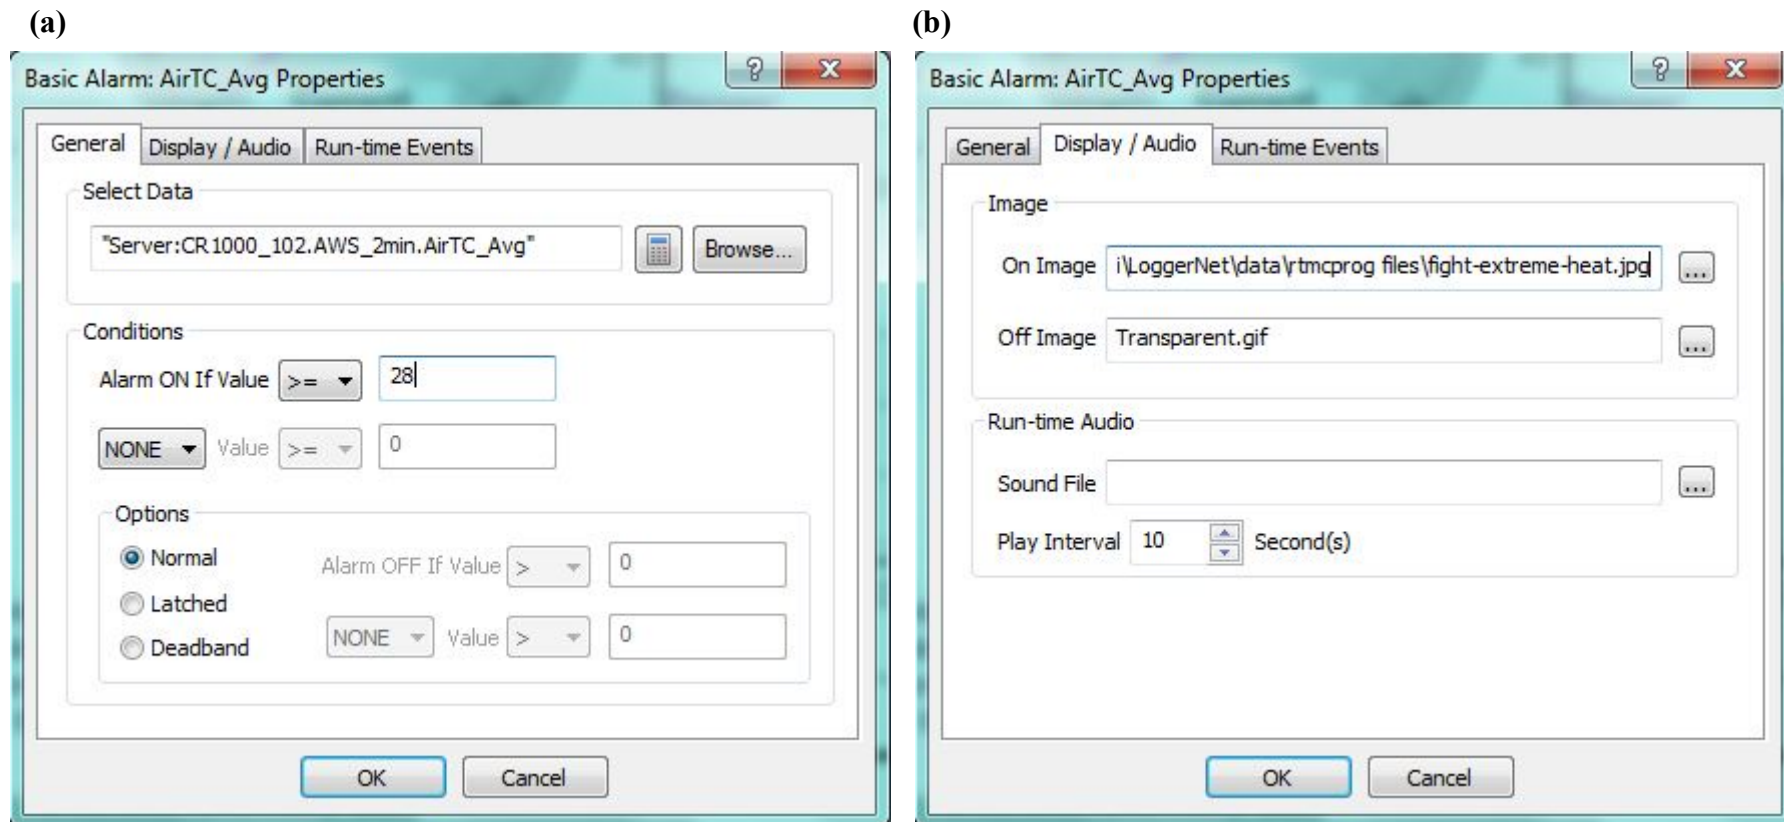 (a)
Basic Alarm: AirTC_Avg Properties
?
X
General
Display / Audio
Run-time Events
Select Data
"Server:CR1000_102.AWS_2min.AirTC_Avg"
Browse...
Conditions
Alarm ON If Value >= 28
NONE Value >= 0
Options
Normal
Alarm OFF If Value > 0
Latched
NONE Value > 0
Deadband
OK
Cancel
(b)
Basic Alarm: AirTC_Avg Properties
?
X
General
Display / Audio
Run-time Events
Image
On Image i\LoggerNet\data\rtmcprog files\fight-extreme-heat.jpg ...
Off Image Transparent.gif ...
Run-time Audio
Sound File ...
Play Interval 10 Second(s)
OK
Cancel